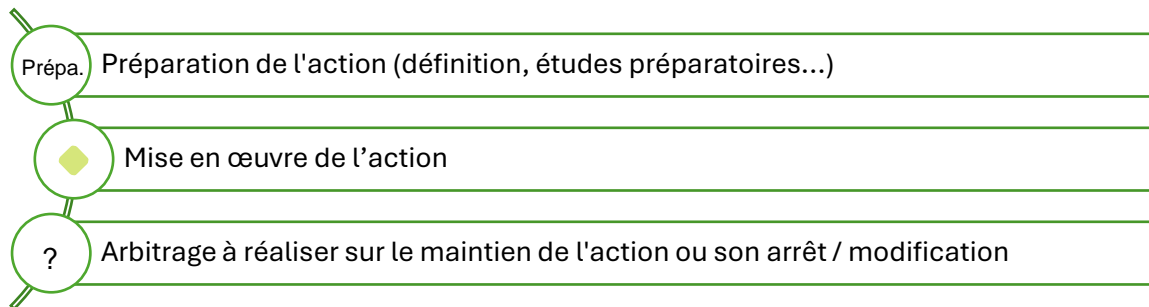 Prépa. Préparation de l'action (définition, études préparatoires...)
Mise en œuvre de l’action
? Arbitrage à réaliser sur le maintien de l'action ou son arrêt / modification